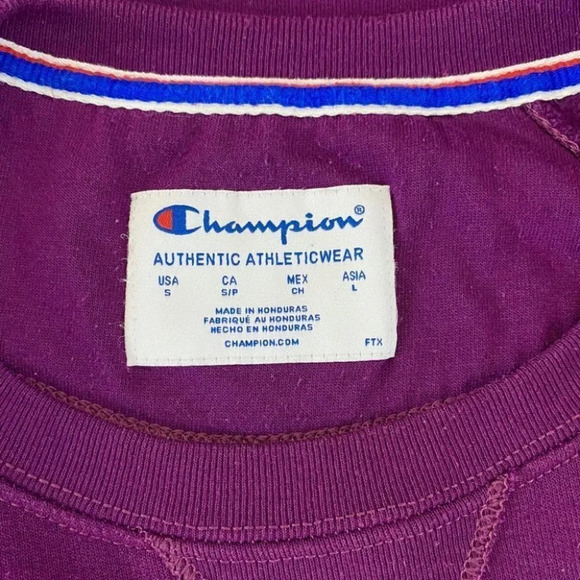 Champion®
AUTHENTIC ATHLETICWEAR
USA CA MEX ASIA
S S/P CH L
MADE IN HONDURAS
FABRIQUÉ AU HONDURAS
HECHO EN HONDURAS
CHAMPION.COM FTX